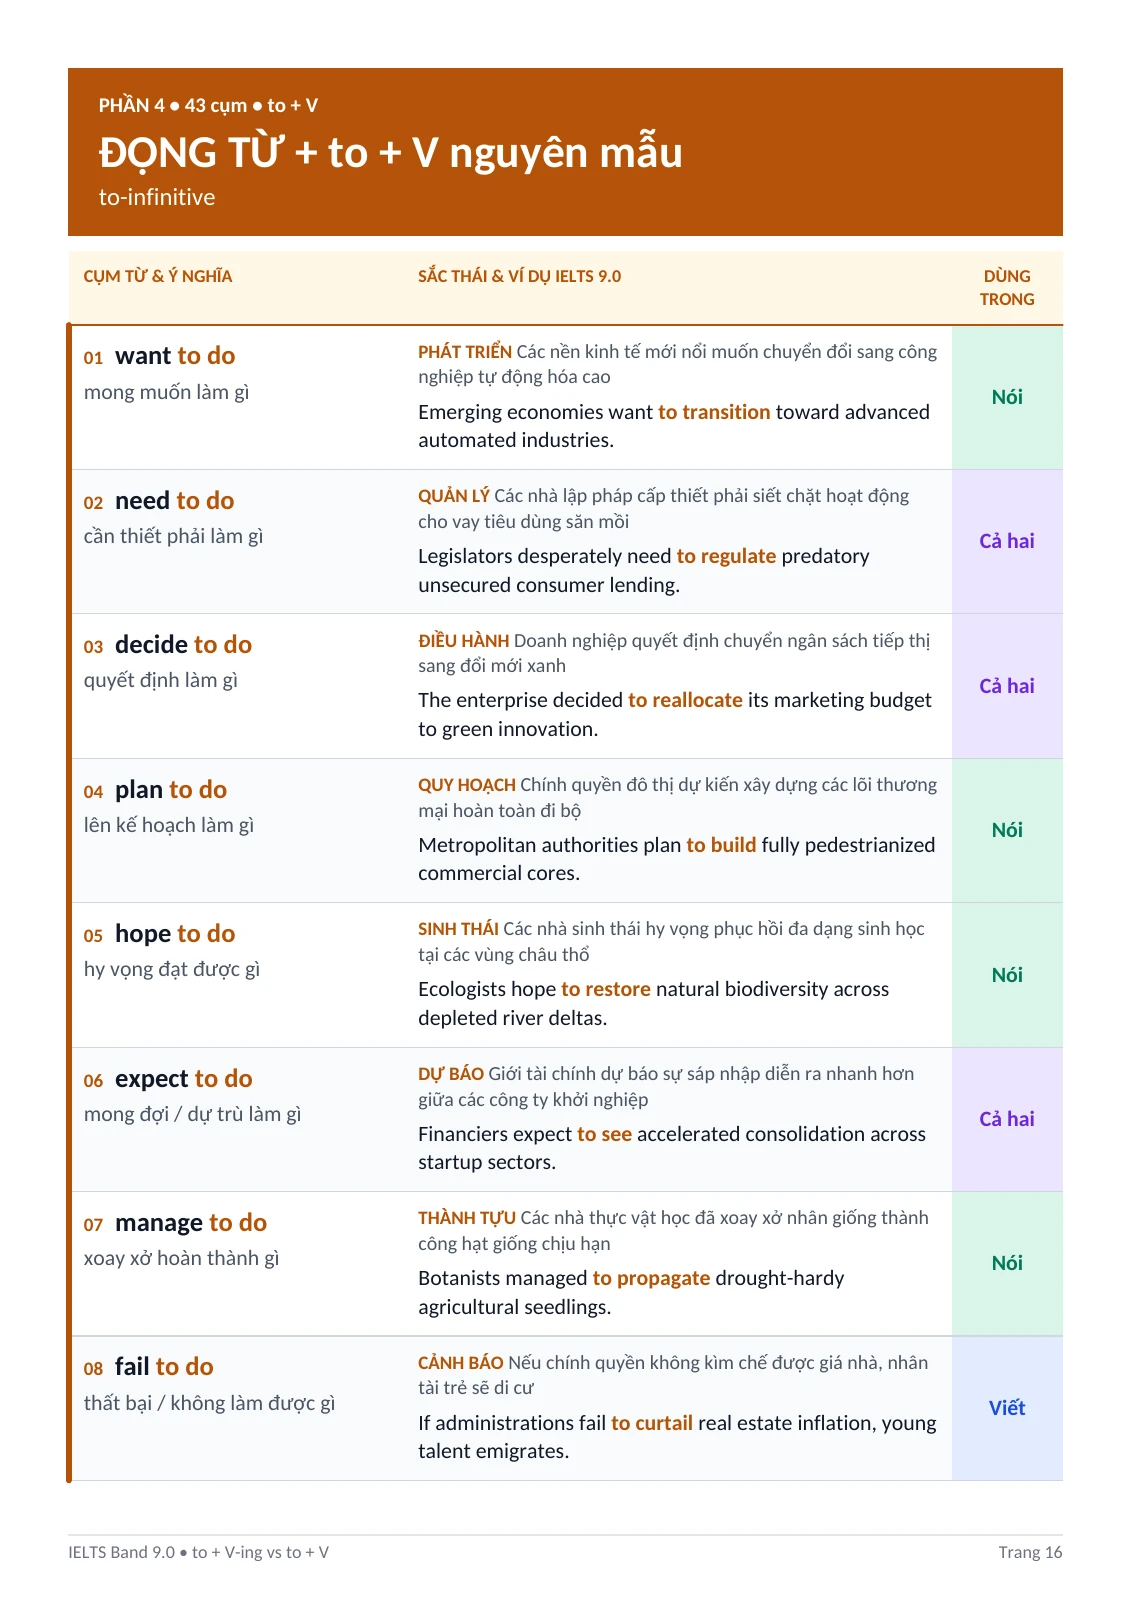 PHẦN 4 • 43 cụm • to + V
ĐỘNG TỪ + to + V nguyên mẫu
to-infinitive
CỤM TỪ & Ý NGHĨA
SẮC THÁI & VÍ DỤ IELTS 9.0
DÙNG
TRONG
01 want to do
mong muốn làm gì
PHÁT TRIỂN Các nền kinh tế mới nổi muốn chuyển đổi sang công
nghiệp tự động hóa cao
Emerging economies want to transition toward advanced
automated industries.
Nói
02 need to do
cần thiết phải làm gì
QUẢN LÝ Các nhà lập pháp cấp thiết phải siết chặt hoạt động
cho vay tiêu dùng săn mồi
Legislators desperately need to regulate predatory
unsecured consumer lending.
Cả hai
03 decide to do
quyết định làm gì
ĐIỀU HÀNH Doanh nghiệp quyết định chuyển ngân sách tiếp thị
sang đổi mới xanh
The enterprise decided to reallocate its marketing budget
to green innovation.
Cả hai
04 plan to do
lên kế hoạch làm gì
QUY HOẠCH Chính quyền đô thị dự kiến xây dựng các lõi thương
mại hoàn toàn đi bộ
Metropolitan authorities plan to build fully pedestrianized
commercial cores.
Nói
05 hope to do
hy vọng đạt được gì
SINH THÁI Các nhà sinh thái hy vọng phục hồi đa dạng sinh học
tại các vùng châu thổ
Ecologists hope to restore natural biodiversity across
depleted river deltas.
Nói
06 expect to do
mong đợi / dự trù làm gì
DỰ BÁO Giới tài chính dự báo sự sáp nhập diễn ra nhanh hơn
giữa các công ty khởi nghiệp
Financiers expect to see accelerated consolidation across
startup sectors.
Cả hai
07 manage to do
xoay xở hoàn thành gì
THÀNH TỰU Các nhà thực vật học đã xoay xở nhân giống thành
công hạt giống chịu hạn
Botanists managed to propagate drought-hardy
agricultural seedlings.
Nói
08 fail to do
thất bại / không làm được gì
CẢNH BÁO Nếu chính quyền không kìm chế được giá nhà, nhân
tài trẻ sẽ di cư
If administrations fail to curtail real estate inflation, young
talent emigrates.
Viết
IELTS Band 9.0 • to + V-ing vs to + V
Trang 16